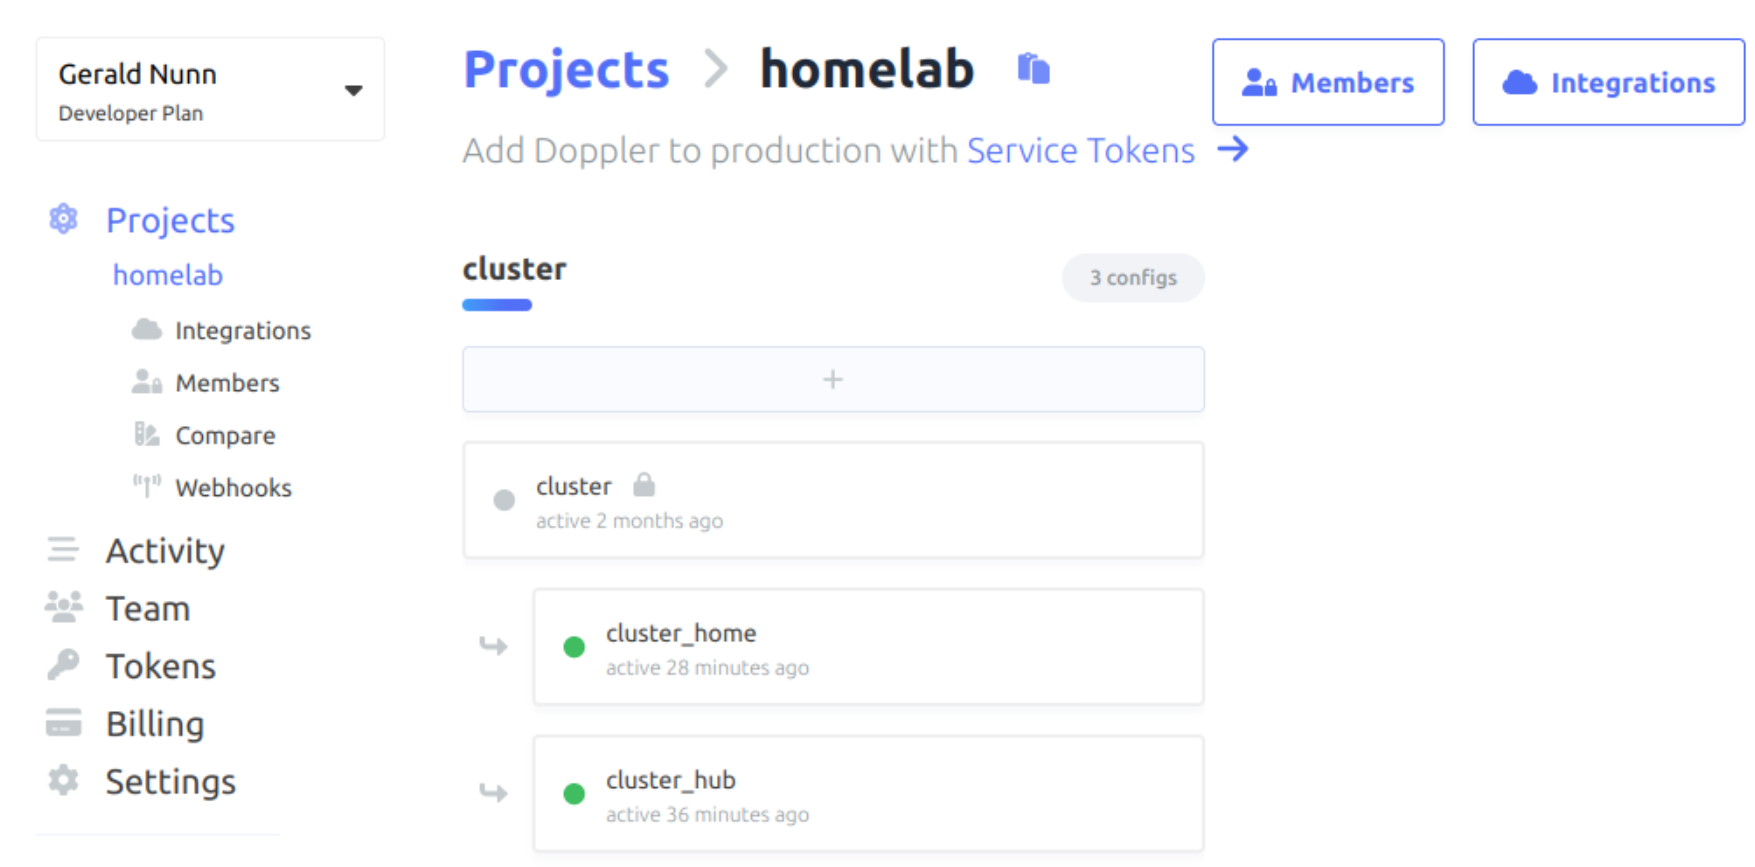 Gerald Nunn
Developer Plan
Projects
homelab
Integrations
Members
Compare
Webhooks
Activity
Team
Tokens
Billing
Settings
Projects > homelab
Members
Integrations
Add Doppler to production with Service Tokens →
cluster
3 configs
+
cluster
active 2 months ago
cluster_home
active 28 minutes ago
cluster_hub
active 36 minutes ago